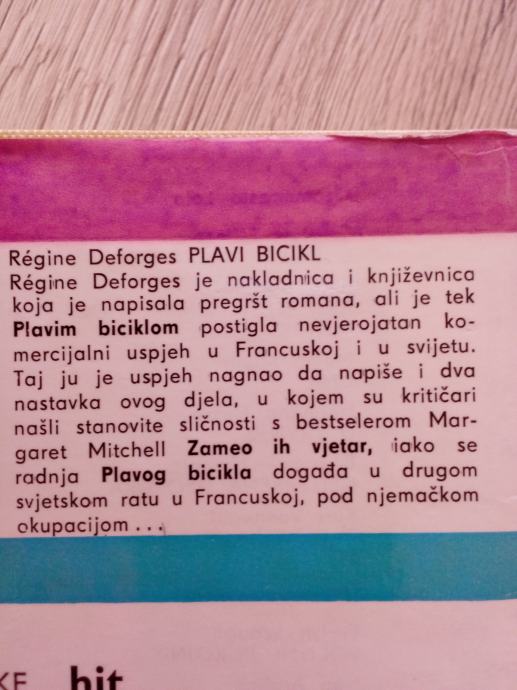 Régine Deforges PLAVI BICIKL
Régine Deforges je nakladnica i književnica
koja je napisala pregršt romana, ali je tek
Plavim biciklom postigla nevjerojatan ko-
mercijalni uspjeh u Francuskoj i u svijetu.
Taj ju je uspjeh nagnao da napiše i dva
nastavka ovog djela, u kojem su kritičari
našli stanovite sličnosti s bestselerom Mar-
garet Mitchell Zameo ih vjetar, iako se
radnja Plavog bicikla događa u drugom
svjetskom ratu u Francuskoj, pod njemačkom
okupacijom ...
hit